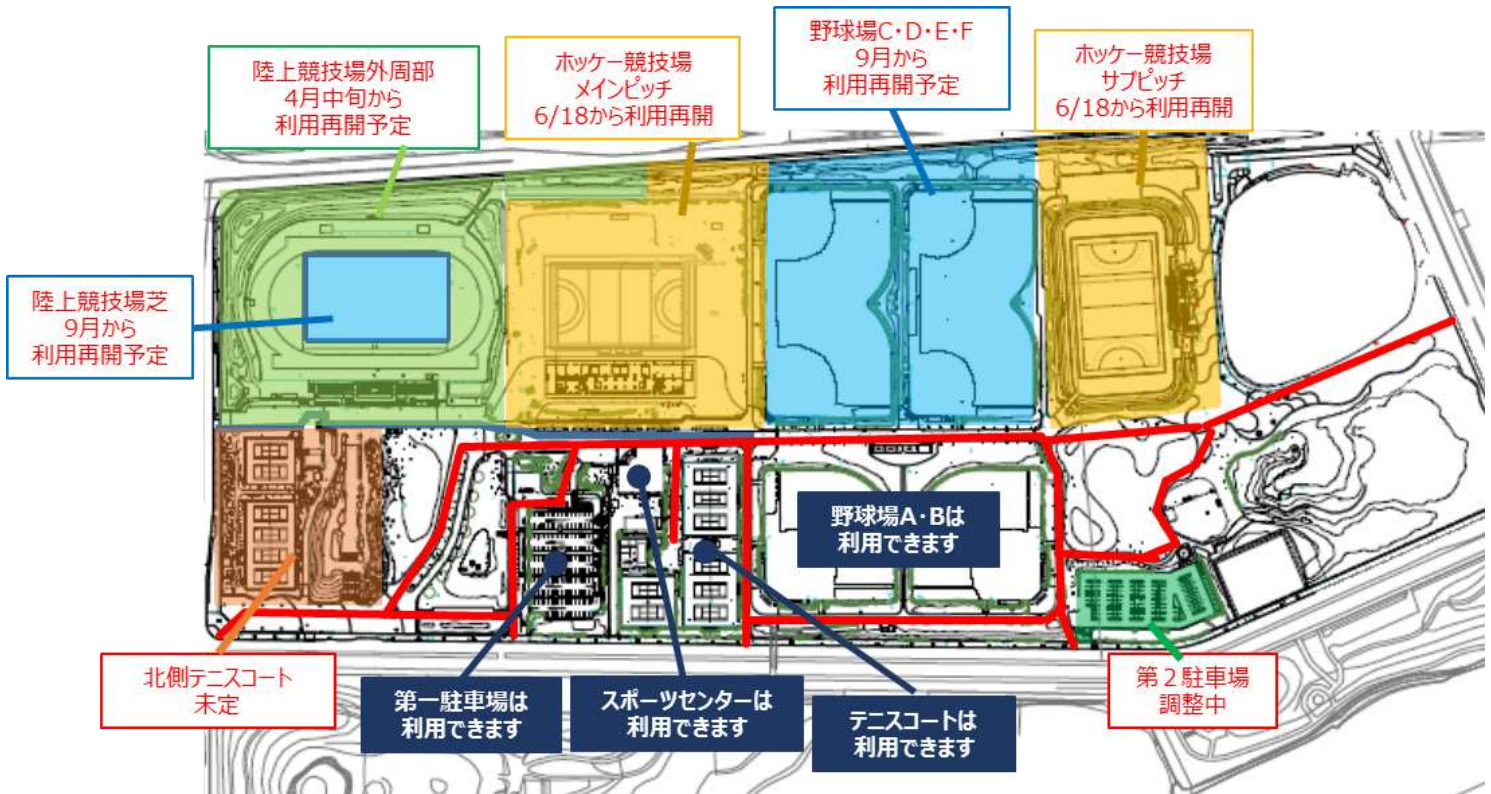 陸上競技場外周部
4月中旬から
利用再開予定
ホッケー競技場
メインピッチ
6/18から利用再開
野球場C・D・E・F
9月から
利用再開予定
ホッケー競技場
サブピッチ
6/18から利用再開
陸上競技場芝
9月から
利用再開予定
野球場A・Bは
利用できます
北側テニスコート
未定
第一駐車場は
利用できます
スポーツセンターは
利用できます
テニスコートは
利用できます
第２駐車場
調整中